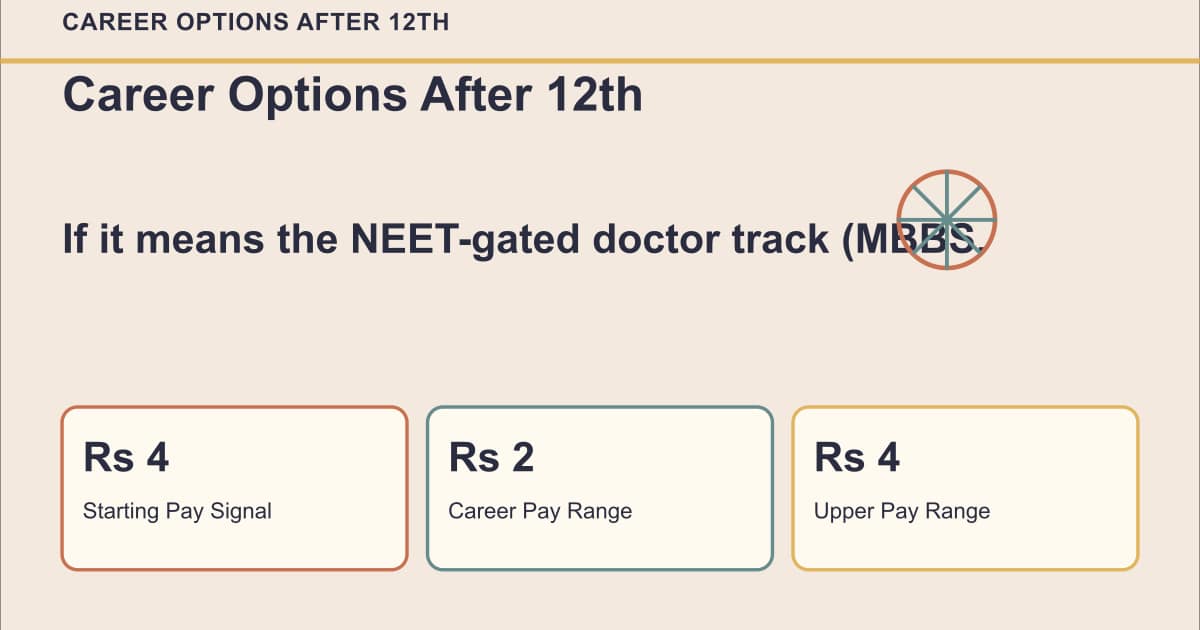 CAREER OPTIONS AFTER 12TH
Career Options After 12th
If it means the NEET-gated doctor track (MBBS,
Rs 4
Starting Pay Signal
Rs 2
Career Pay Range
Rs 4
Upper Pay Range